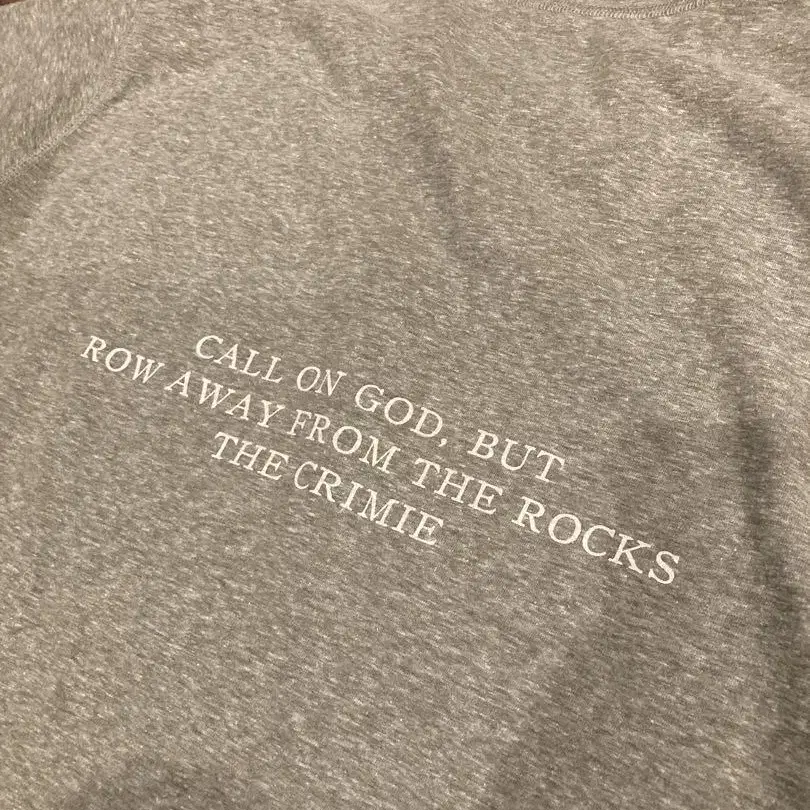 CALL ON GOD, BUT
ROW AWAY FROM THE ROCKS
THE CRIMIE